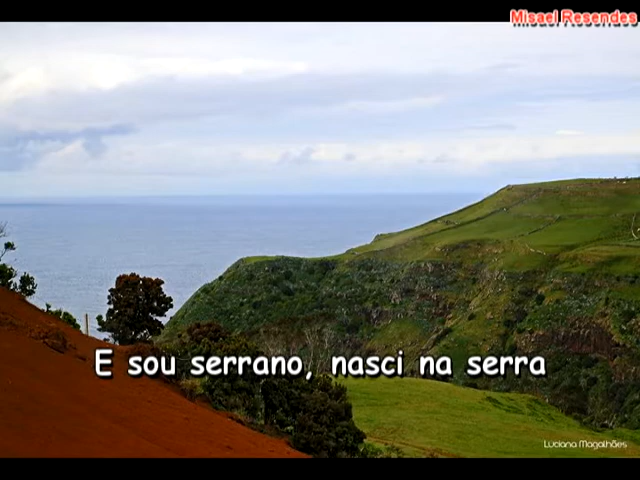 Misael Resendes
E sou serrano, nasci na serra
Luciana Magalhães